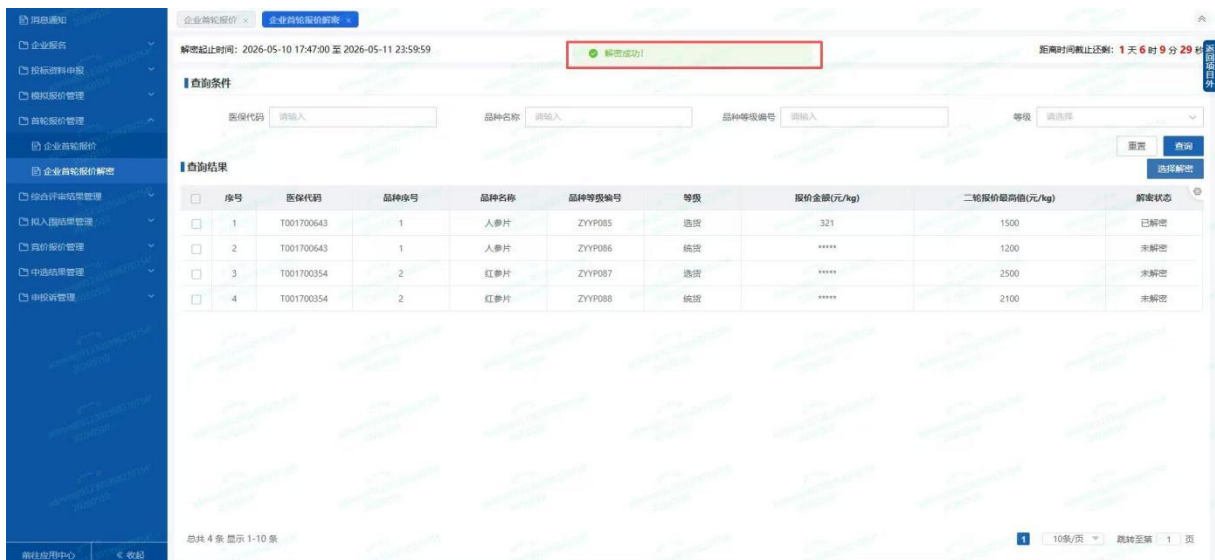 消息通知
企业报名
投标资料申报
模拟报价管理
首轮报价管理
企业首轮报价
企业首轮报价解密
综合评审结果管理
拟入围结果管理
竞价报价管理
中选结果管理
申投诉管理
前往应用中心 《 收起
企业首轮报价 × 企业首轮报价解密 ×
解密起止时间：2026-05-10 17:47:00 至 2026-05-11 23:59:59 解密成功! 距离时间截止还剩：1 天 6 时 9 分 29 秒
返回项目外
查询条件
医保代码 请输入 品种名称 请输入 品种等级编号 请输入 等级 请选择
重置 查询
查询结果 选择解密
序号 医保代码 品种序号 品种名称 品种等级编号 等级 报价金额(元/kg) 二轮报价最高值(元/kg) 解密状态
1 T001700643 1 人参片 ZYYP085 选货 321 1500 已解密
2 T001700643 1 人参片 ZYYP086 统货 ***** 1200 未解密
3 T001700354 2 红参片 ZYYP087 选货 ***** 2500 未解密
4 T001700354 2 红参片 ZYYP088 统货 ***** 2100 未解密
总共 4 条 显示 1-10 条 1 10条/页 跳转至第 1 页